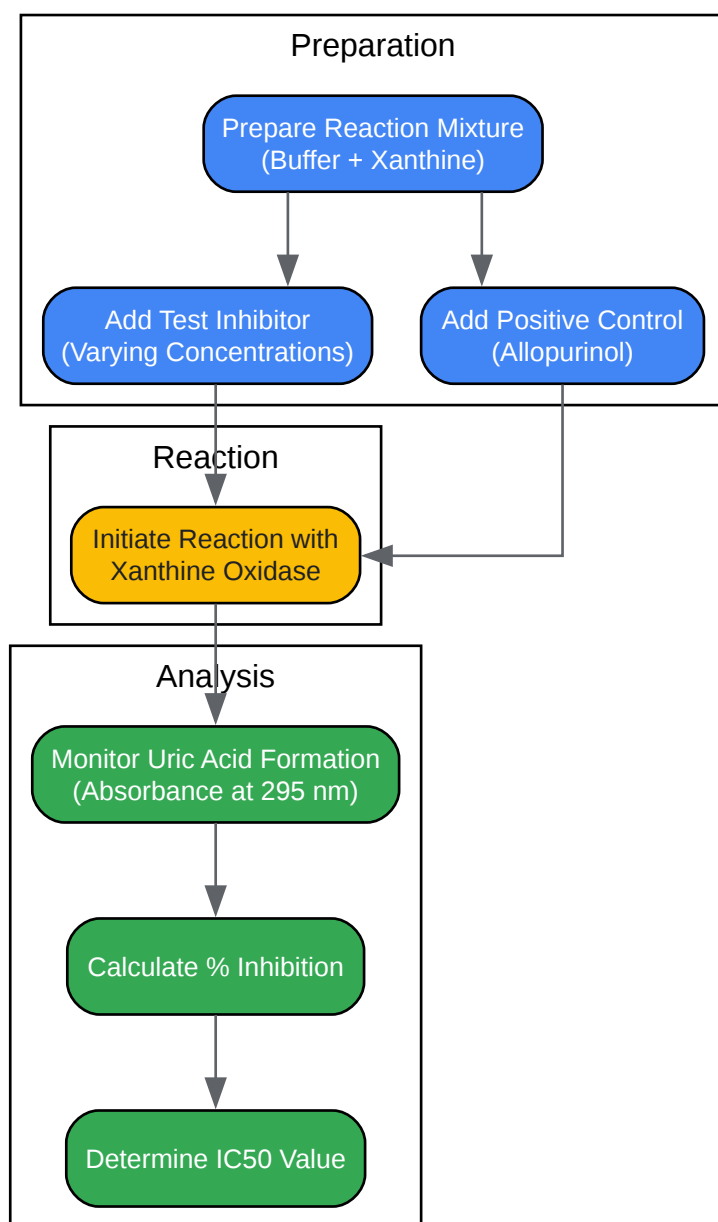 Preparation
Prepare Reaction Mixture
(Buffer + Xanthine)
Add Test Inhibitor
(Varying Concentrations)
Add Positive Control
(Allopurinol)
Reaction
Initiate Reaction with
Xanthine Oxidase
Analysis
Monitor Uric Acid Formation
(Absorbance at 295 nm)
Calculate % Inhibition
Determine IC50 Value